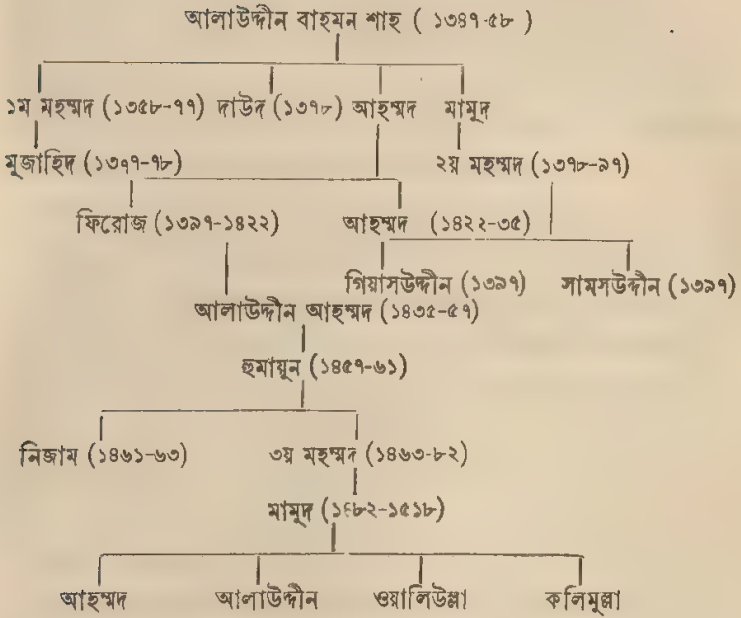 আলাউদ্দীন বাহমন শাহ ( ১৩৪৭-৫৮ )
১ম মহম্মদ (১৩৫৮-৭৭) দাউদ (১৩৭৮) আহম্মদ মামুদ
মুজাহিদ (১৩৭৭-৭৮) ২য় মহম্মদ (১৩৭৮-৯৭)
ফিরোজ (১৩৯৭-১৪২২) আহম্মদ (১৪২২-৩৫)
গিয়াসউদ্দীন (১৩৯৭) সামসউদ্দীন (১৩৯৭)
আলাউদ্দীন আহম্মদ (১৪৩৫-৫৭)
হুমায়ুন (১৪৫৭-৬১)
নিজাম (১৪৬১-৬৩) ৩য় মহম্মদ (১৪৬৩-৮২)
মামুদ (১৪৮২-১৫১৮)
আহম্মদ আলাউদ্দীন ওয়ালিউল্লা কলিমুল্লা